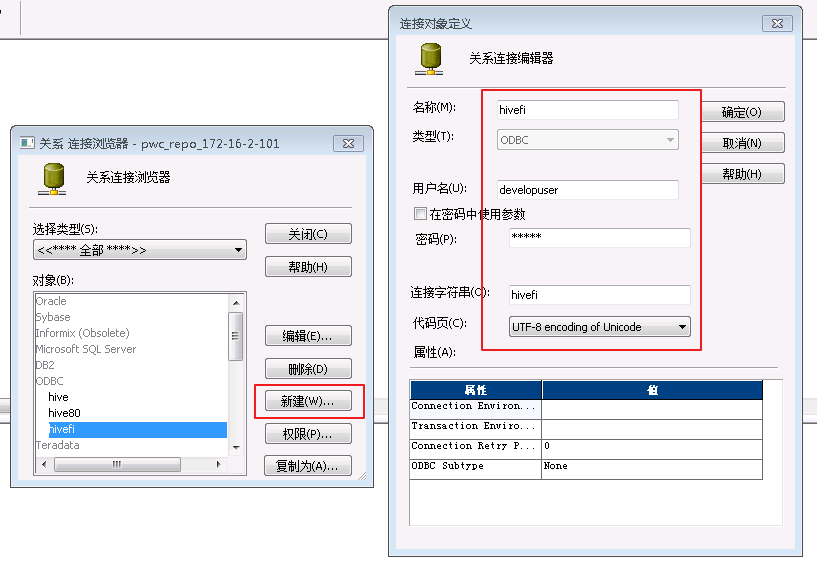 关系 连接浏览器 - pwc_repo_172-16-2-101
关系连接浏览器
选择类型(S):
<<**** 全部 ****>>
关闭(C)
帮助(H)
对象(B):
Oracle
Sybase
Informix (Obsolete)
Microsoft SQL Server
DB2
ODBC
hive
hive80
hivefi
Teradata
编辑(E)...
删除(D)
新建(W)...
权限(P)...
复制为(A)...
连接对象定义
关系连接编辑器
名称(M): hivefi
确定(O)
类型(T): ODBC
取消(N)
帮助(H)
用户名(U): developuser
在密码中使用参数
密码(P): *****
连接字符串(C): hivefi
代码页(C): UTF-8 encoding of Unicode
属性(A):
属性 值
Connection Environ...
Transaction Enviro...
Connection Retry P... 0
ODBC Subtype None